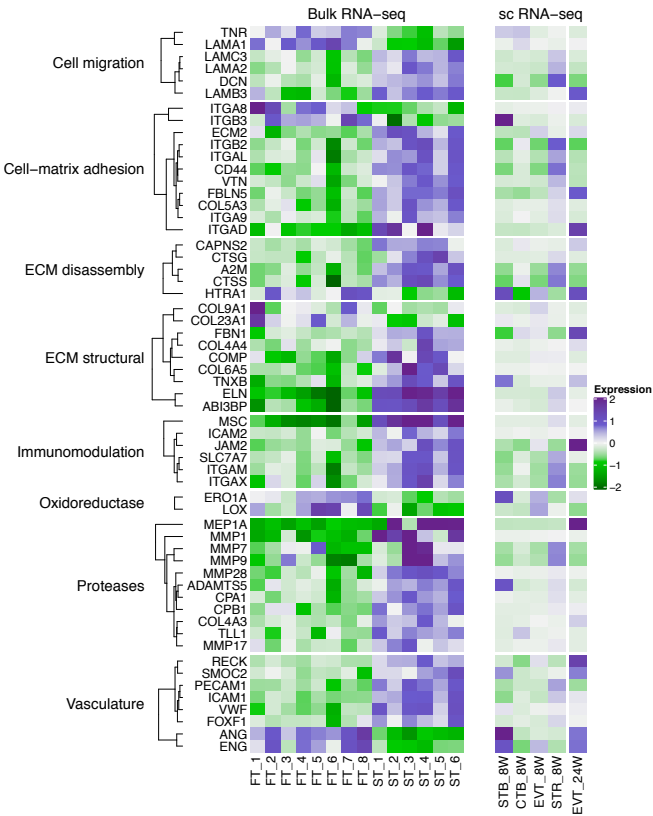 Bulk RNA−seq
sc RNA−seq
Cell migration
TNR
LAMA1
LAMC3
LAMA2
DCN
LAMB3
Cell−matrix adhesion
ITGA8
ITGB3
ECM2
ITGB2
ITGAL
CD44
VTN
FBLN5
COL5A3
ITGA9
ITGAD
ECM disassembly
CAPNS2
CTSG
A2M
CTSS
HTRA1
ECM structural
COL9A1
COL23A1
FBN1
COL4A4
COMP
COL6A5
TNXB
ELN
ABI3BP
Immunomodulation
MSC
ICAM2
JAM2
SLC7A7
ITGAM
ITGAX
Oxidoreductase
ERO1A
LOX
Proteases
MEP1A
MMP1
MMP7
MMP9
MMP28
ADAMTS5
CPA1
CPB1
COL4A3
TLL1
MMP17
Vasculature
RECK
SMOC2
PECAM1
ICAM1
VWF
FOXF1
ANG
ENG
Expression
2
1
0
−1
−2
FT_1
FT_2
FT_3
FT_4
FT_5
FT_6
FT_7
FT_8
ST_1
ST_2
ST_3
ST_4
ST_5
ST_6
STB_8W
CTB_8W
EVT_8W
STR_8W
EVT_24W